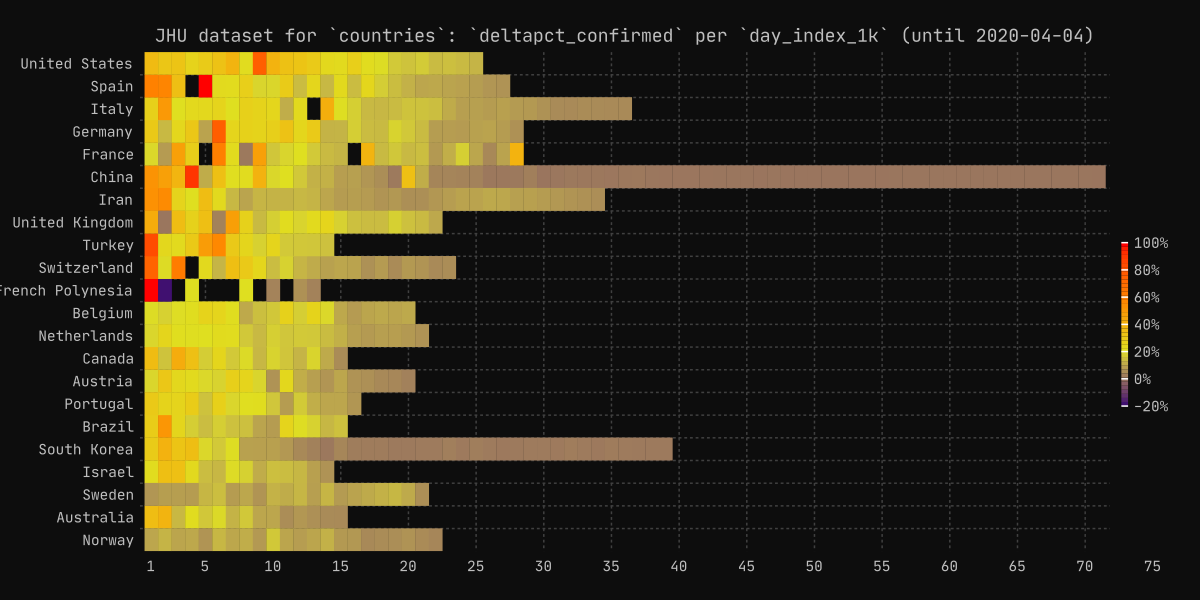 JHU dataset for `countries`: `deltapct_confirmed` per `day_index_1k` (until 2020-04-04)
United States
Spain
Italy
Germany
France
China
Iran
United Kingdom
Turkey
Switzerland
French Polynesia
Belgium
Netherlands
Canada
Austria
Portugal
Brazil
South Korea
Israel
Sweden
Australia
Norway
1 5 10 15 20 25 30 35 40 45 50 55 60 65 70 75
100%
80%
60%
40%
20%
0%
-20%